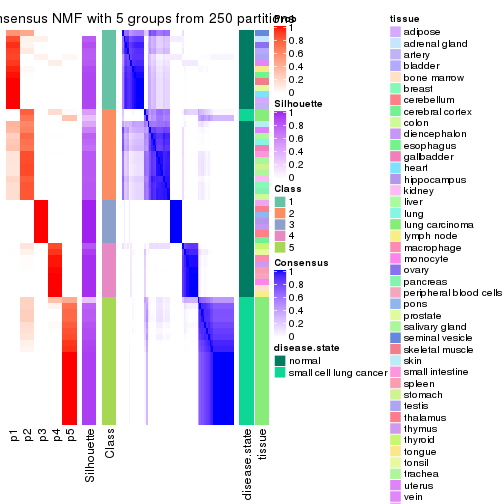 nsensus NMF with 5 groups from 250 partitions
Prob
1
0.8
0.6
0.4
0.2
0
Silhouette
1
0.8
0.6
0.4
0.2
0
Class
1
2
3
4
5
Consensus
1
0.8
0.6
0.4
0.2
0
disease.state
normal
small cell lung cancer
tissue
adipose
adrenal gland
artery
bladder
bone marrow
breast
cerebellum
cerebral cortex
colon
diencephalon
esophagus
gallbadder
heart
hippocampus
kidney
liver
lung
lung carcinoma
lymph node
macrophage
monocyte
ovary
pancreas
peripheral blood cells
pons
prostate
salivary gland
seminal vesicle
skeletal muscle
skin
small intestine
spleen
stomach
testis
thalamus
thymus
thyroid
tongue
tonsil
trachea
uterus
vein
p1
p2
p3
p4
p5
Silhouette
Class
disease.state
tissue